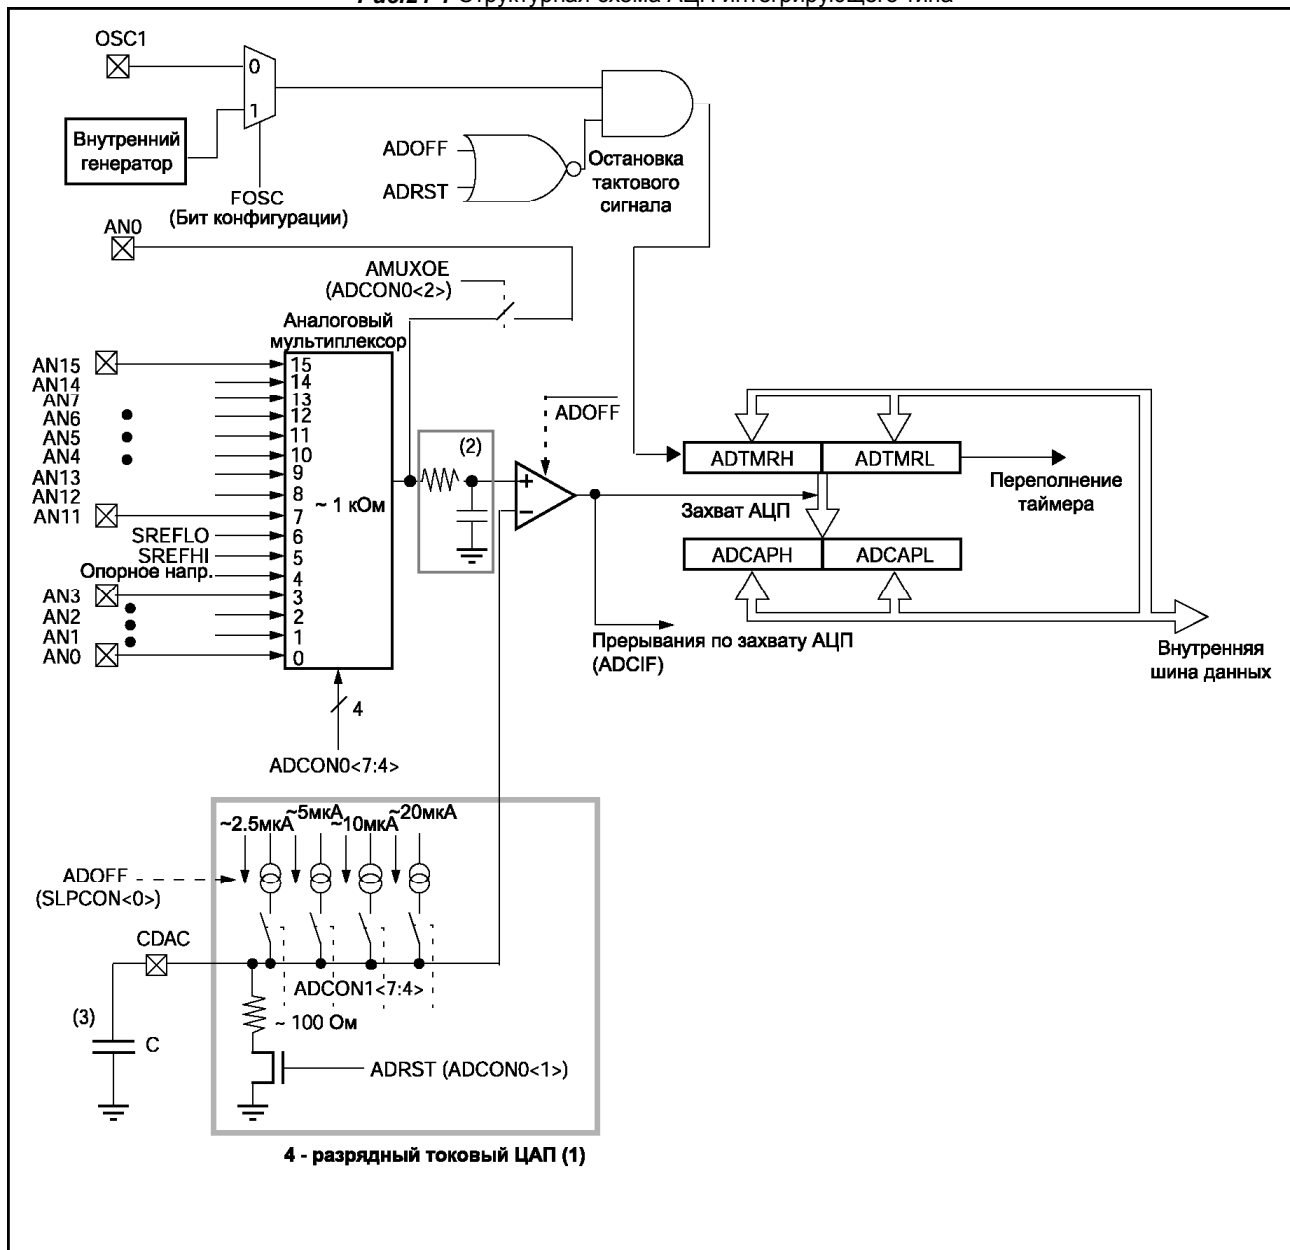 Структурная схема АЦП интегрирующего типа
OSC1
0
1
Внутренний
генератор
FOSC
(Бит конфигурации)
ADOFF
ADRST
Остановка
тактового
сигнала
AN0
AMUXOE
(ADCON0<2>)
Аналоговый
мультиплексор
AN15
AN14
AN7
AN6
AN5
AN4
AN13
AN12
AN11
SREFLO
SREFHI
Опорное напр.
AN3
AN2
AN1
AN0
15
14
13
12
11
10
9
8
7
6
5
4
3
2
1
0
~ 1 кОм
4
ADCON0<7:4>
(2)
ADOFF
+
−
Захват АЦП
Прерывания по захвату АЦП
(ADCIF)
ADTMRH
ADTMRL
Переполнение
таймера
ADCAPH
ADCAPL
Внутренняя
шина данных
~2.5мкА
~5мкА
~10мкА
~20мкА
ADOFF
(SLPCON<0>)
CDAC
ADCON1<7:4>
(3)
C
~ 100 Ом
ADRST (ADCON0<1>)
4 - разрядный токовый ЦАП (1)